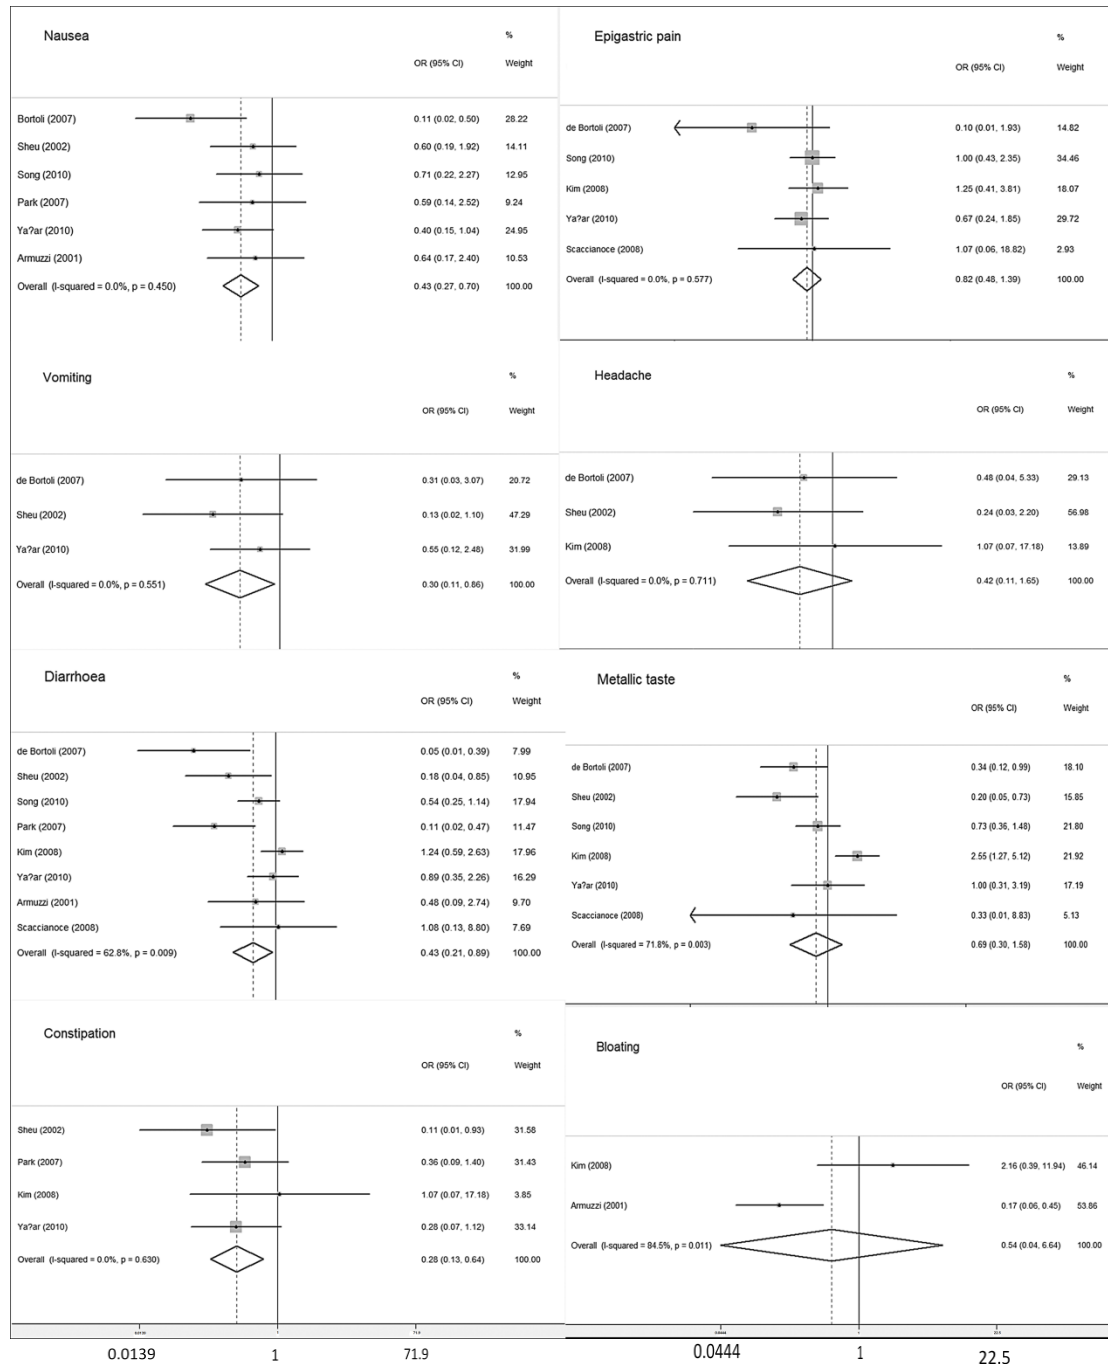 Nausea
%
OR (95% CI) Weight
Bortoli (2007) 0.11 (0.02, 0.50) 28.22
Sheu (2002) 0.60 (0.19, 1.92) 14.11
Song (2010) 0.71 (0.22, 2.27) 12.95
Park (2007) 0.59 (0.14, 2.52) 9.24
Ya?ar (2010) 0.40 (0.15, 1.04) 24.95
Armuzzi (2001) 0.64 (0.17, 2.40) 10.53
Overall (I-squared = 0.0%, p = 0.450) 0.43 (0.27, 0.70) 100.00
Epigastric pain
%
OR (95% CI) Weight
de Bortoli (2007) 0.10 (0.01, 1.93) 14.82
Song (2010) 1.00 (0.43, 2.35) 34.46
Kim (2008) 1.25 (0.41, 3.81) 18.07
Ya?ar (2010) 0.67 (0.24, 1.85) 29.72
Scaccianoce (2008) 1.07 (0.06, 18.82) 2.93
Overall (I-squared = 0.0%, p = 0.577) 0.82 (0.48, 1.39) 100.00
Vomiting
%
OR (95% CI) Weight
de Bortoli (2007) 0.31 (0.03, 3.07) 20.72
Sheu (2002) 0.13 (0.02, 1.10) 47.29
Ya?ar (2010) 0.55 (0.12, 2.48) 31.99
Overall (I-squared = 0.0%, p = 0.551) 0.30 (0.11, 0.86) 100.00
Headache
%
OR (95% CI) Weight
de Bortoli (2007) 0.48 (0.04, 5.33) 29.13
Sheu (2002) 0.24 (0.03, 2.20) 56.98
Kim (2008) 1.07 (0.07, 17.18) 13.89
Overall (I-squared = 0.0%, p = 0.711) 0.42 (0.11, 1.65) 100.00
Diarrhoea
%
OR (95% CI) Weight
de Bortoli (2007) 0.05 (0.01, 0.39) 7.99
Sheu (2002) 0.18 (0.04, 0.85) 10.95
Song (2010) 0.54 (0.25, 1.14) 17.94
Park (2007) 0.11 (0.02, 0.47) 11.47
Kim (2008) 1.24 (0.59, 2.63) 17.96
Ya?ar (2010) 0.89 (0.35, 2.26) 16.29
Armuzzi (2001) 0.48 (0.09, 2.74) 9.70
Scaccianoce (2008) 1.08 (0.13, 8.80) 7.69
Overall (I-squared = 62.8%, p = 0.009) 0.43 (0.21, 0.89) 100.00
Metallic taste
%
OR (95% CI) Weight
de Bortoli (2007) 0.34 (0.12, 0.99) 18.10
Sheu (2002) 0.20 (0.05, 0.73) 15.85
Song (2010) 0.73 (0.36, 1.48) 21.80
Kim (2008) 2.55 (1.27, 5.12) 21.92
Ya?ar (2010) 1.00 (0.31, 3.19) 17.19
Scaccianoce (2008) 0.33 (0.01, 8.83) 5.13
Overall (I-squared = 71.8%, p = 0.003) 0.69 (0.30, 1.58) 100.00
Constipation
%
OR (95% CI) Weight
Sheu (2002) 0.11 (0.01, 0.93) 31.58
Park (2007) 0.36 (0.09, 1.40) 31.43
Kim (2008) 1.07 (0.07, 17.18) 3.85
Ya?ar (2010) 0.28 (0.07, 1.12) 33.14
Overall (I-squared = 0.0%, p = 0.630) 0.28 (0.13, 0.64) 100.00
Bloating
%
OR (95% CI) Weight
Kim (2008) 2.16 (0.39, 11.94) 46.14
Armuzzi (2001) 0.17 (0.06, 0.45) 53.86
Overall (I-squared = 84.5%, p = 0.011) 0.54 (0.04, 6.64) 100.00
1 71.9
0.0139 1 71.9
0.0444 1 22.5
0.0444 1 22.5